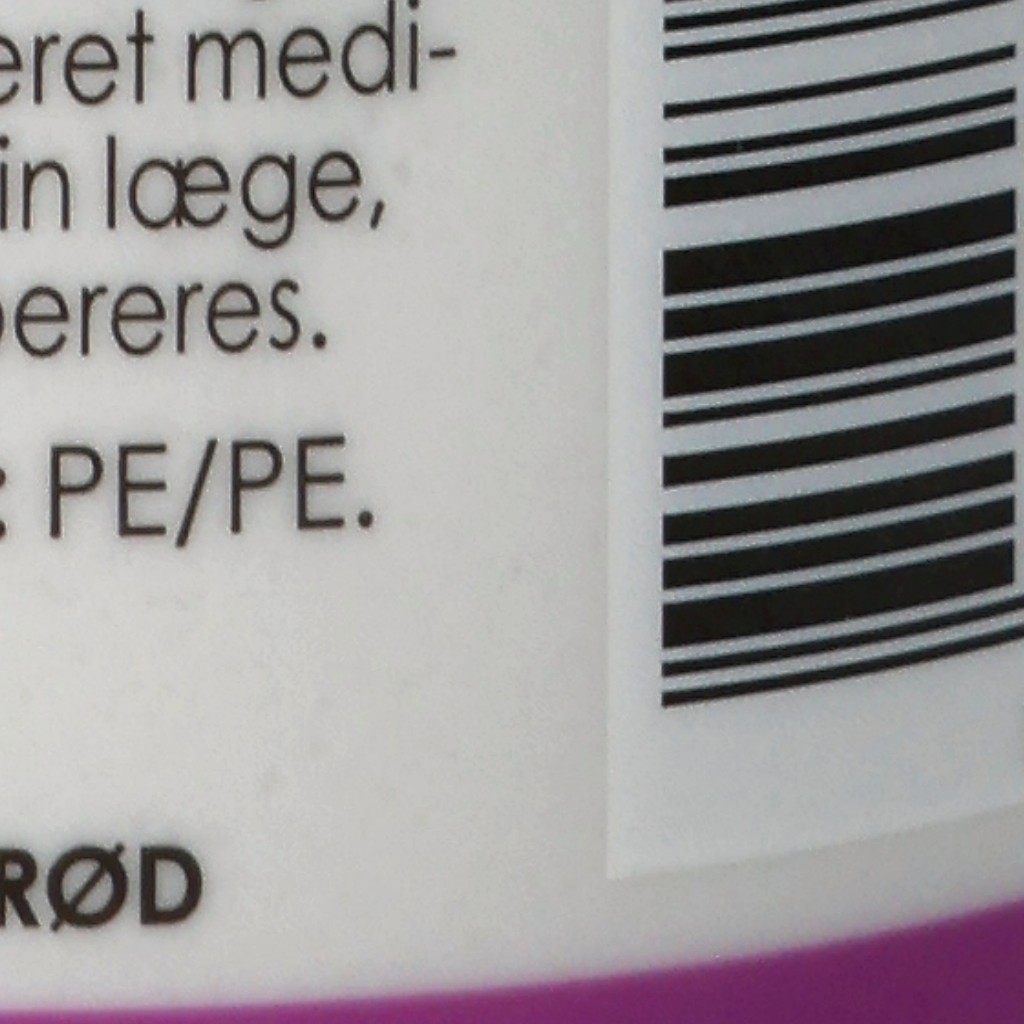 eret medi-
in læge,
ereres.
: PE/PE.
RØD